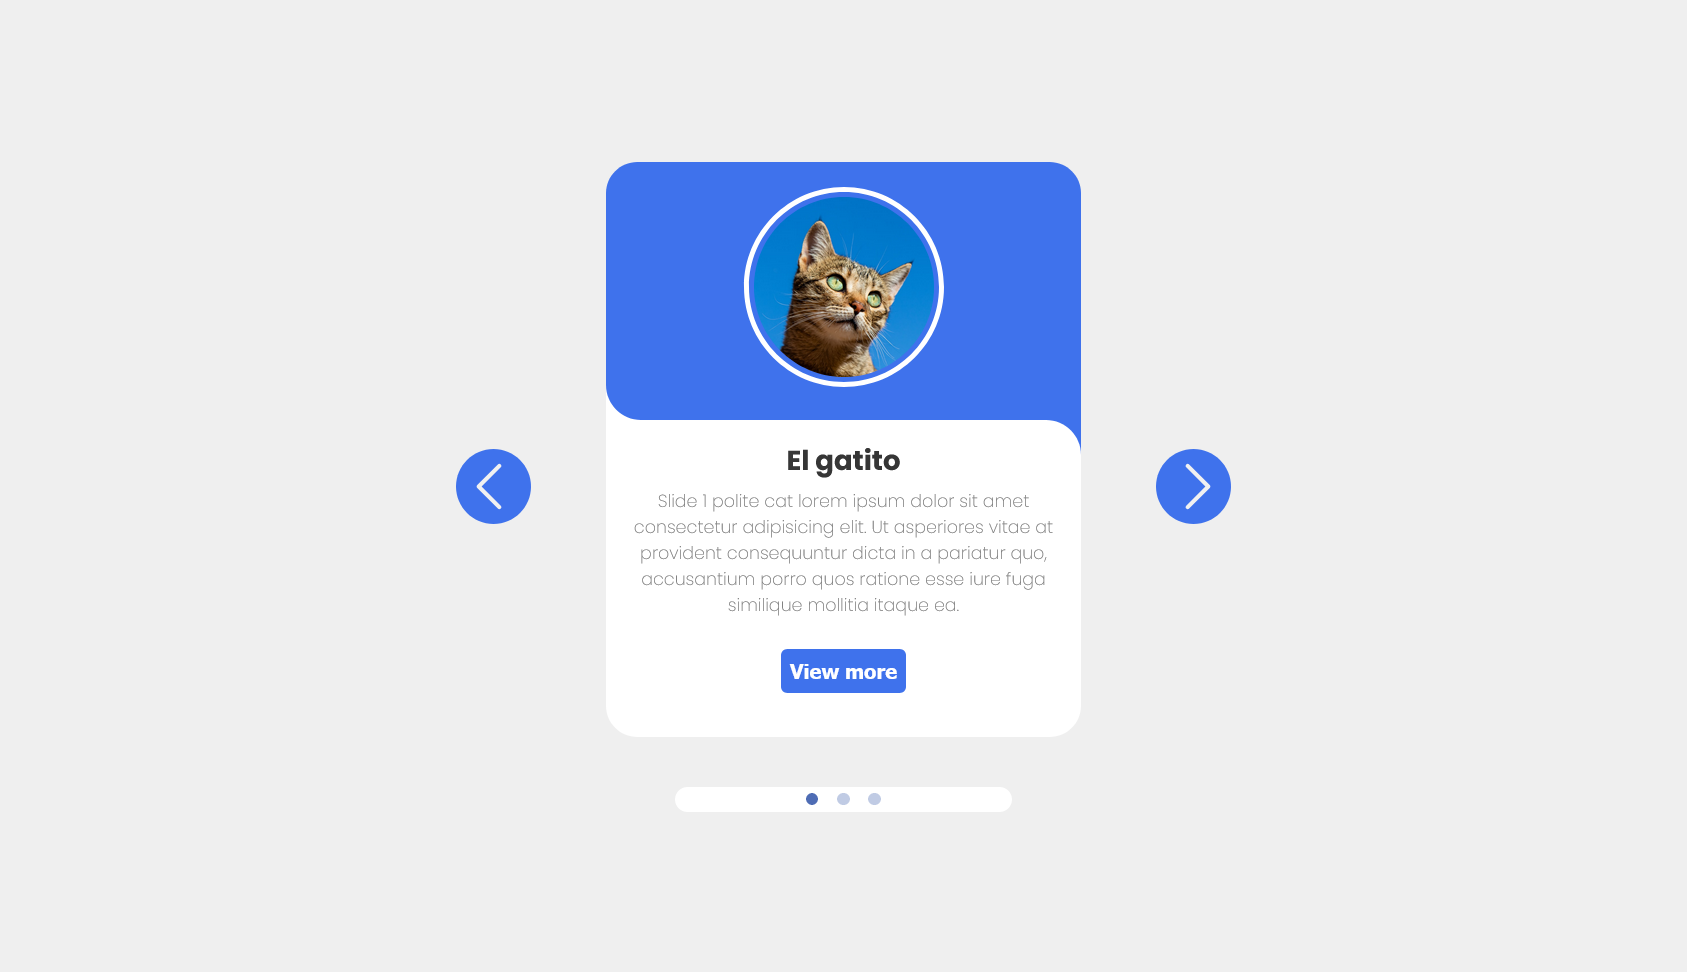 El gatito
Slide 1 polite cat lorem ipsum dolor sit amet
consectetur adipisicing elit. Ut asperiores vitae at
provident consequuntur dicta in a pariatur quo,
accusantium porro quos ratione esse iure fuga
similique mollitia itaque ea.
View more